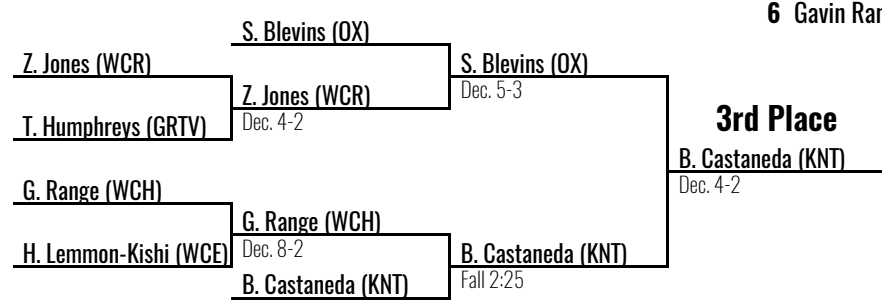 6 Gavin Ran
S. Blevins (OX)
Z. Jones (WCR)
S. Blevins (OX)
Dec. 5-3
Z. Jones (WCR)
Dec. 4-2
T. Humphreys (GRTV)
3rd Place
B. Castaneda (KNT)
Dec. 4-2
G. Range (WCH)
G. Range (WCH)
Dec. 8-2
H. Lemmon-Kishi (WCE)
B. Castaneda (KNT)
Fall 2:25
B. Castaneda (KNT)